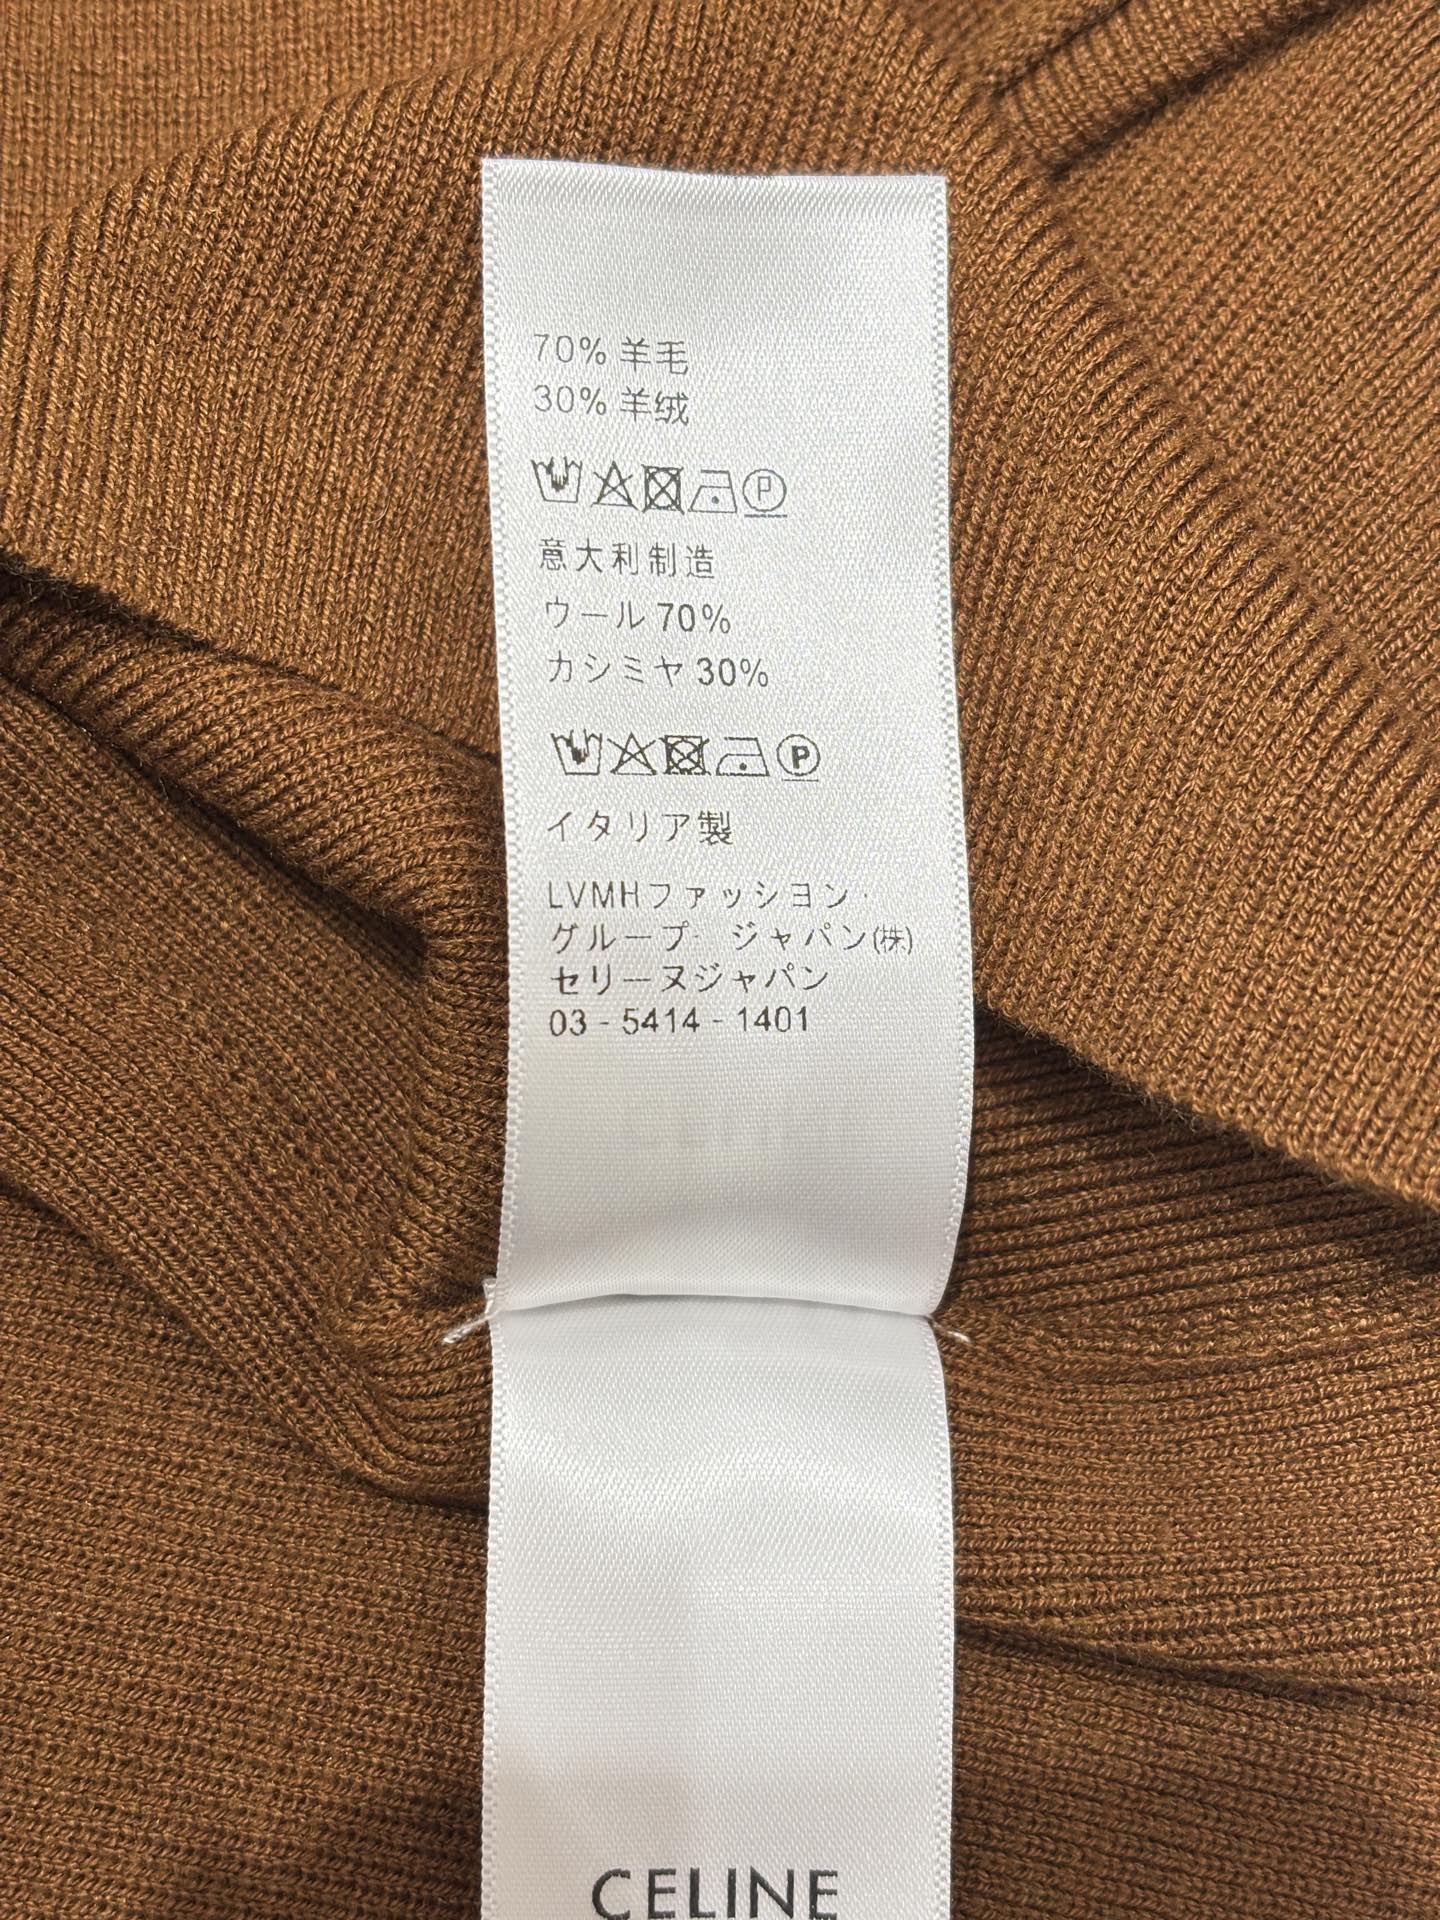 70% 羊毛
30% 羊绒
P
意大利制造
ウール 70%
カシミヤ 30%
P
イタリア製
LVMHファッション・
グループ・ ジャパン(株)
セリーヌジャパン
03 - 5414 - 1401
CELINE